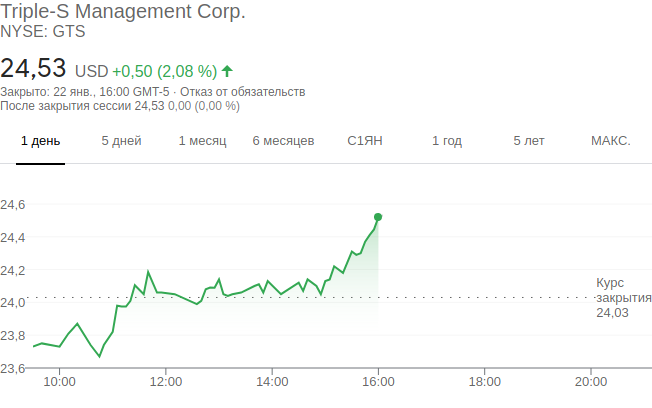 Triple-S Management Corp.
NYSE: GTS
24,53 USD +0,50 (2,08 %)
Закрыто: 22 янв., 16:00 GMT-5 · Отказ от обязательств
После закрытия сессии 24,53 0,00 (0,00 %)
1 день 5 дней 1 месяц 6 месяцев С1ЯН 1 год 5 лет МАКС.
24,6
24,4
24,2
24,0
23,8
23,6
Курс
закрытия
24,03
10:00 12:00 14:00 16:00 18:00 20:00